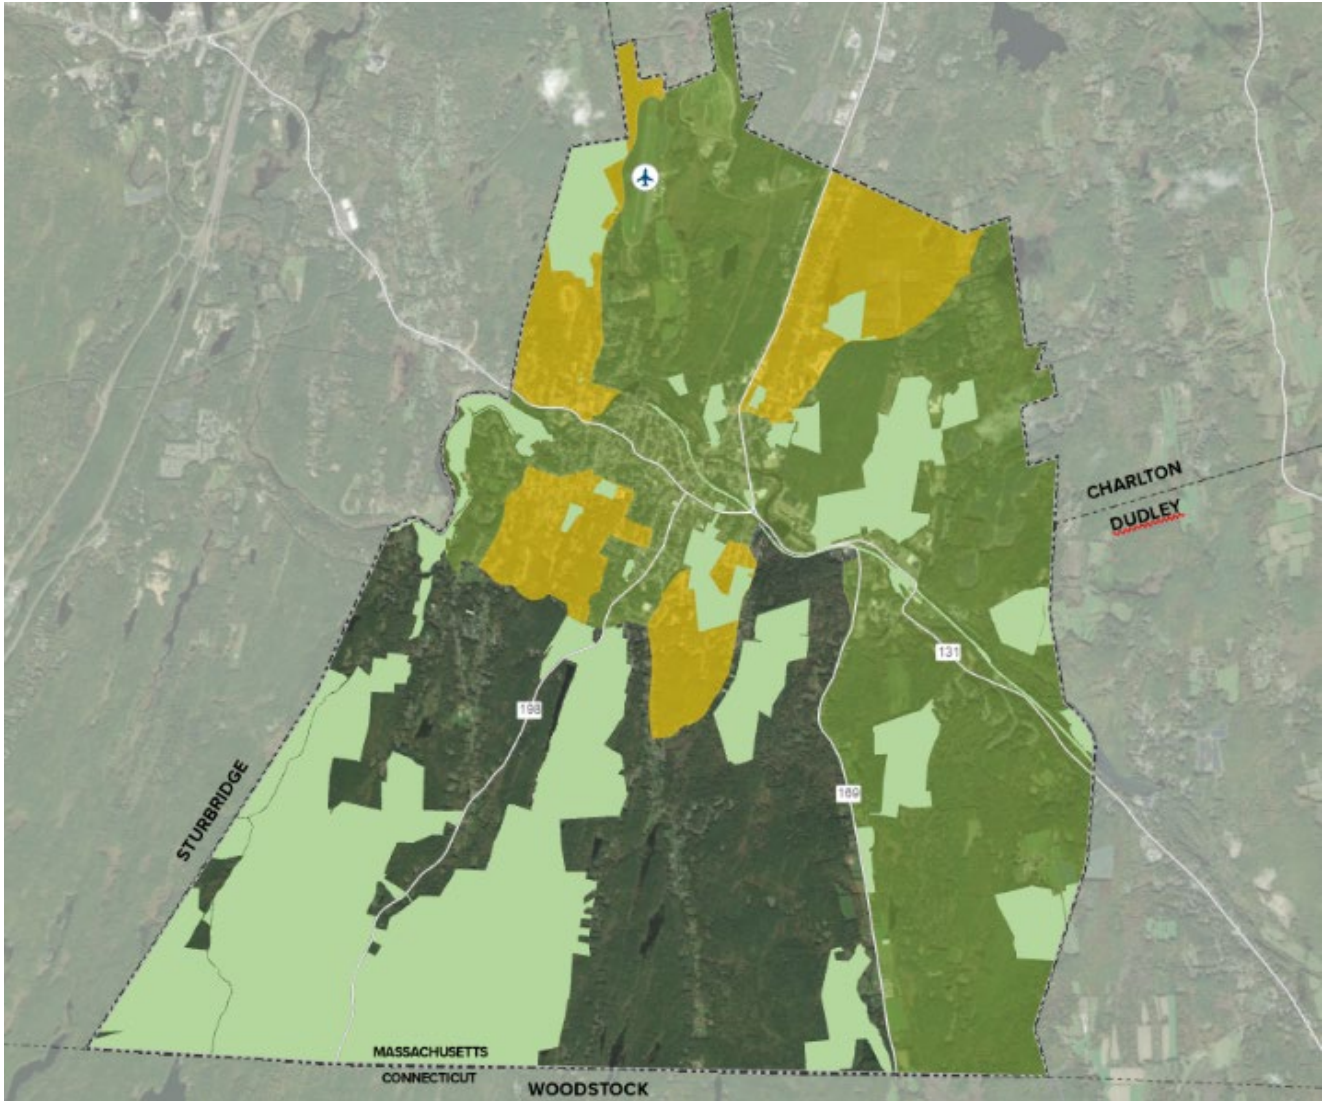 CHARLTON
DUDLEY
131
198
169
STURBRIDGE
MASSACHUSETTS
CONNECTICUT
WOODSTOCK